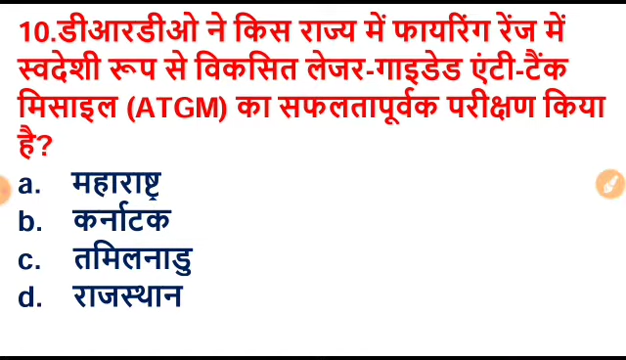 10.डीआरडीओ ने किस राज्य में फायरिंग रेंज में
स्वदेशी रूप से विकसित लेजर-गाइडेड एंटी-टैंक
मिसाइल (ATGM) का सफलतापूर्वक परीक्षण किया
है?
a. महाराष्ट्र
b. कर्नाटक
c. तमिलनाडु
d. राजस्थान